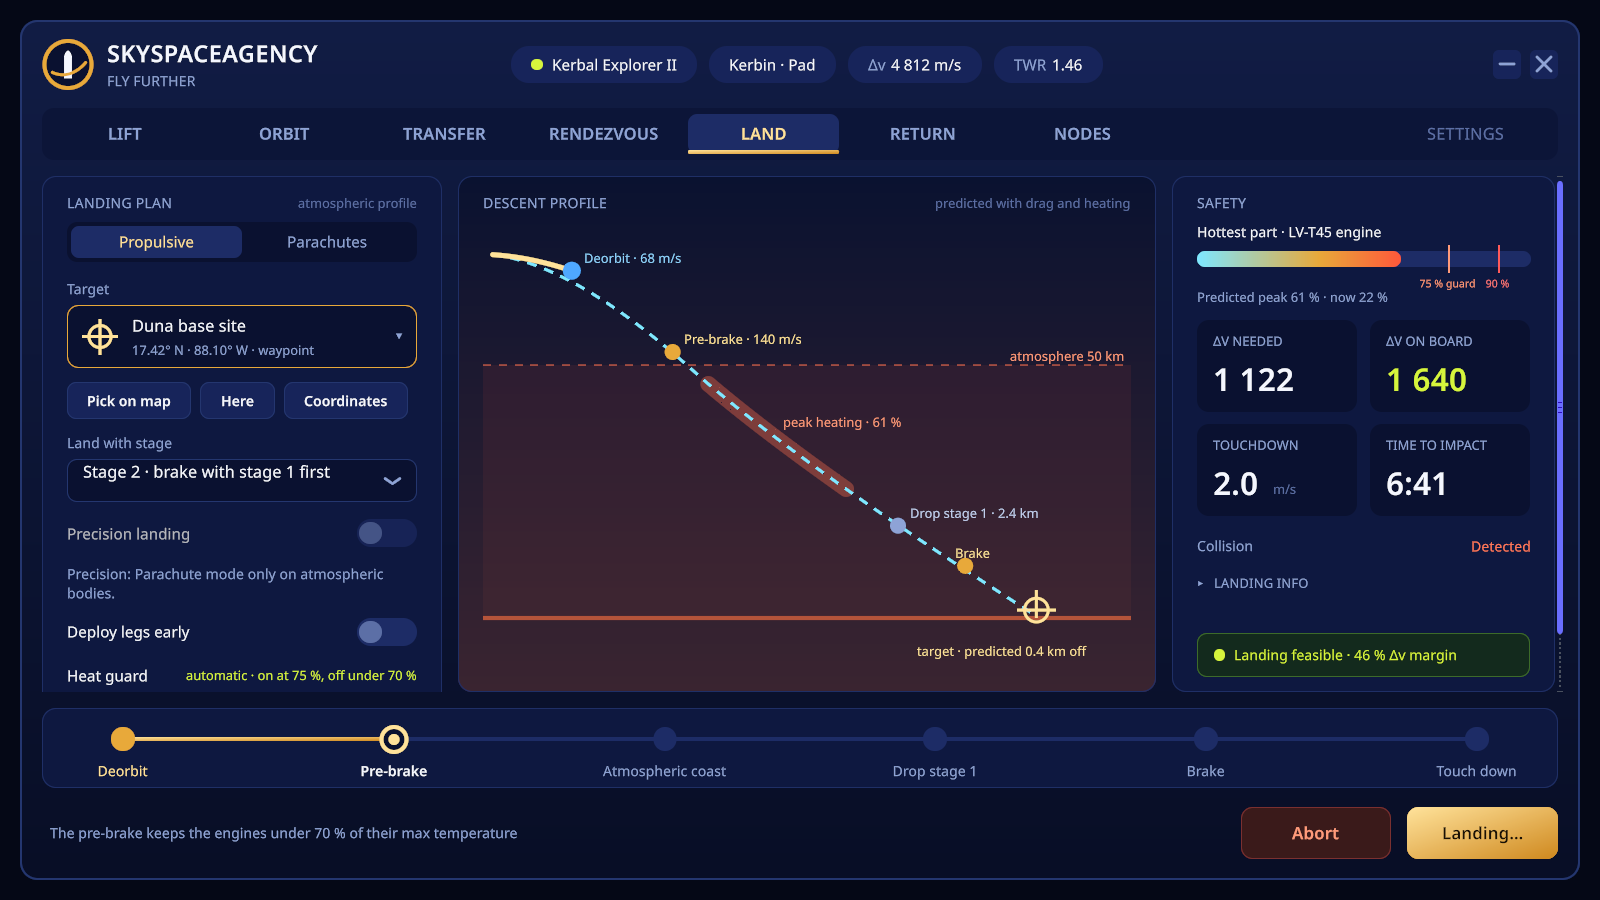 SKYSPACEAGENCY
FLY FURTHER
Kerbal Explorer II
Kerbin · Pad
Δv 4 812 m/s
TWR 1.46
LIFT
ORBIT
TRANSFER
RENDEZVOUS
LAND
RETURN
NODES
SETTINGS
LANDING PLAN
atmospheric profile
Propulsive
Parachutes
Target
Duna base site
17.42° N · 88.10° W · waypoint
Pick on map
Here
Coordinates
Land with stage
Stage 2 · brake with stage 1 first
Precision landing
Precision: Parachute mode only on atmospheric
bodies.
Deploy legs early
Heat guard
automatic · on at 75 %, off under 70 %
DESCENT PROFILE
predicted with drag and heating
Deorbit · 68 m/s
Pre-brake · 140 m/s
atmosphere 50 km
peak heating · 61 %
Drop stage 1 · 2.4 km
Brake
target · predicted 0.4 km off
SAFETY
Hottest part · LV-T45 engine
75 % guard
90 %
Predicted peak 61 % · now 22 %
ΔV NEEDED
1 122
ΔV ON BOARD
1 640
TOUCHDOWN
2.0 m/s
TIME TO IMPACT
6:41
Collision
Detected
LANDING INFO
Landing feasible · 46 % Δv margin
Deorbit
Pre-brake
Atmospheric coast
Drop stage 1
Brake
Touch down
The pre-brake keeps the engines under 70 % of their max temperature
Abort
Landing...